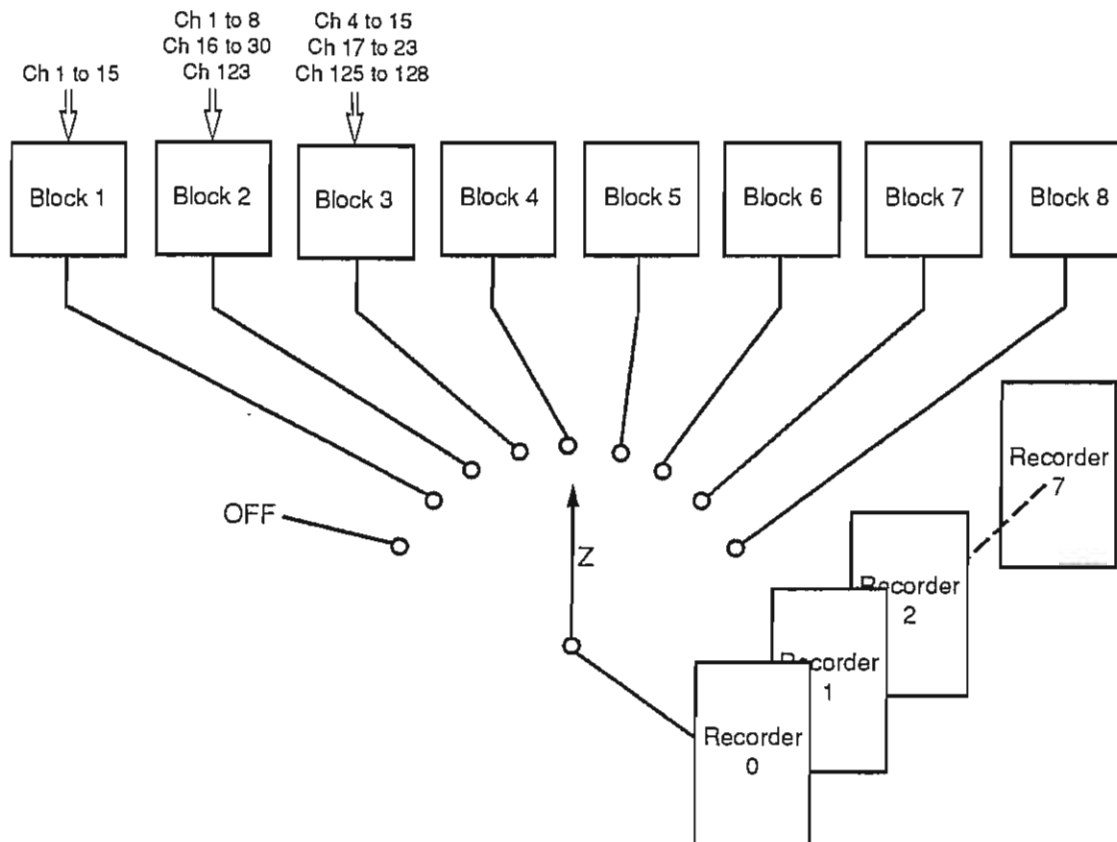 Ch 1 to 15
Ch 1 to 8
Ch 16 to 30
Ch 123
Ch 4 to 15
Ch 17 to 23
Ch 125 to 128
Block 1
Block 2
Block 3
Block 4
Block 5
Block 6
Block 7
Block 8
OFF
Z
Recorder
7
Recorder
2
Recorder
1
Recorder
0